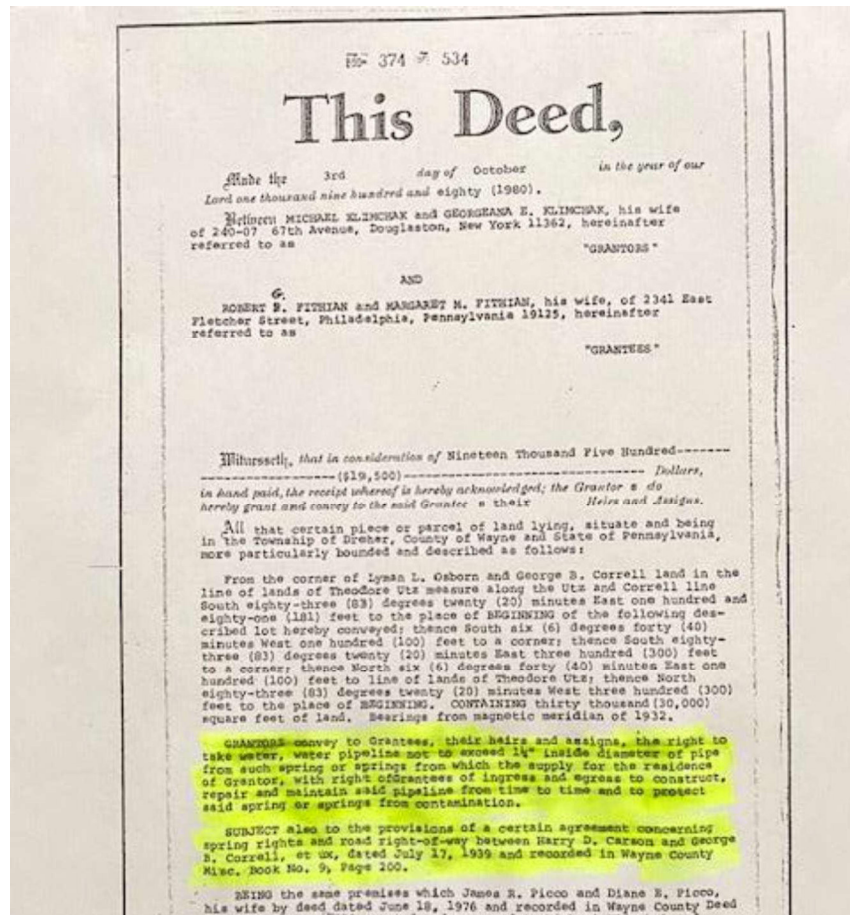 374 534
This Deed,
Made the 3rd day of October in the year of our
Lord one thousand nine hundred and eighty (1980).
Between MICHAEL KLIMCHAK and GEORGEANA E. KLIMCHAK, his wife
of 240-07 67th Avenue, Douglaston, New York 11362, hereinafter
referred to as "GRANTORS"
AND
G.
ROBERT B. FITHIAN and MARGARET M. FITHIAN, his wife, of 2341 East
Fletcher Street, Philadelphia, Pennsylvania 19125, hereinafter
referred to as
"GRANTEES"
Witnesseth, that in consideration of Nineteen Thousand Five Hundred-------
------------------($19,500)------------------------------- Dollars,
in hand paid, the receipt whereof is hereby acknowledged; the Grantor s do
hereby grant and convey to the said Grantee s their Heirs and Assigns.
All that certain piece or parcel of land lying, situate and being
in the Township of Dreher, County of Wayne and State of Pennsylvania,
more particularly bounded and described as follows:
From the corner of Lyman L. Osborn and George B. Correll land in the
line of lands of Theodore Utz measure along the Utz and Correll line
South eighty-three (83) degrees twenty (20) minutes East one hundred and
eighty-one (181) feet to the place of BEGINNING of the following des-
cribed lot hereby conveyed; thence South six (6) degrees forty (40)
minutes West one hundred (100) feet to a corner; thence South eighty-
three (83) degrees twenty (20) minutes East three hundred (300) feet
to a corner; thence North six (6) degrees forty (40) minutes East one
hundred (100) feet to line of lands of Theodore Utz; thence North
eighty-three (83) degrees twenty (20) minutes West three hundred (300)
feet to the place of BEGINNING. CONTAINING thirty thousand (30,000)
square feet of land. Bearings from magnetic meridian of 1932.
GRANTORS convey to Grantees, their heirs and assigns, the right to
take water, water pipeline not to exceed 1¼" inside diameter of pipe
from such spring or springs from which the supply for the residence
of Grantor, with right ofGrantees of ingress and egress to construct,
repair and maintain said pipeline from time to time and to protect
said spring or springs from contamination.
SUBJECT also to the provisions of a certain agreement concerning
spring rights and road right-of-way between Harry D. Carson and George
B. Correll, et ux, dated July 17, 1939 and recorded in Wayne County
Misc. Book No. 9, Page 200.
BEING the same premises which James R. Picco and Diane E. Picco,
his wife by deed dated June 18, 1976 and recorded in Wayne County Deed